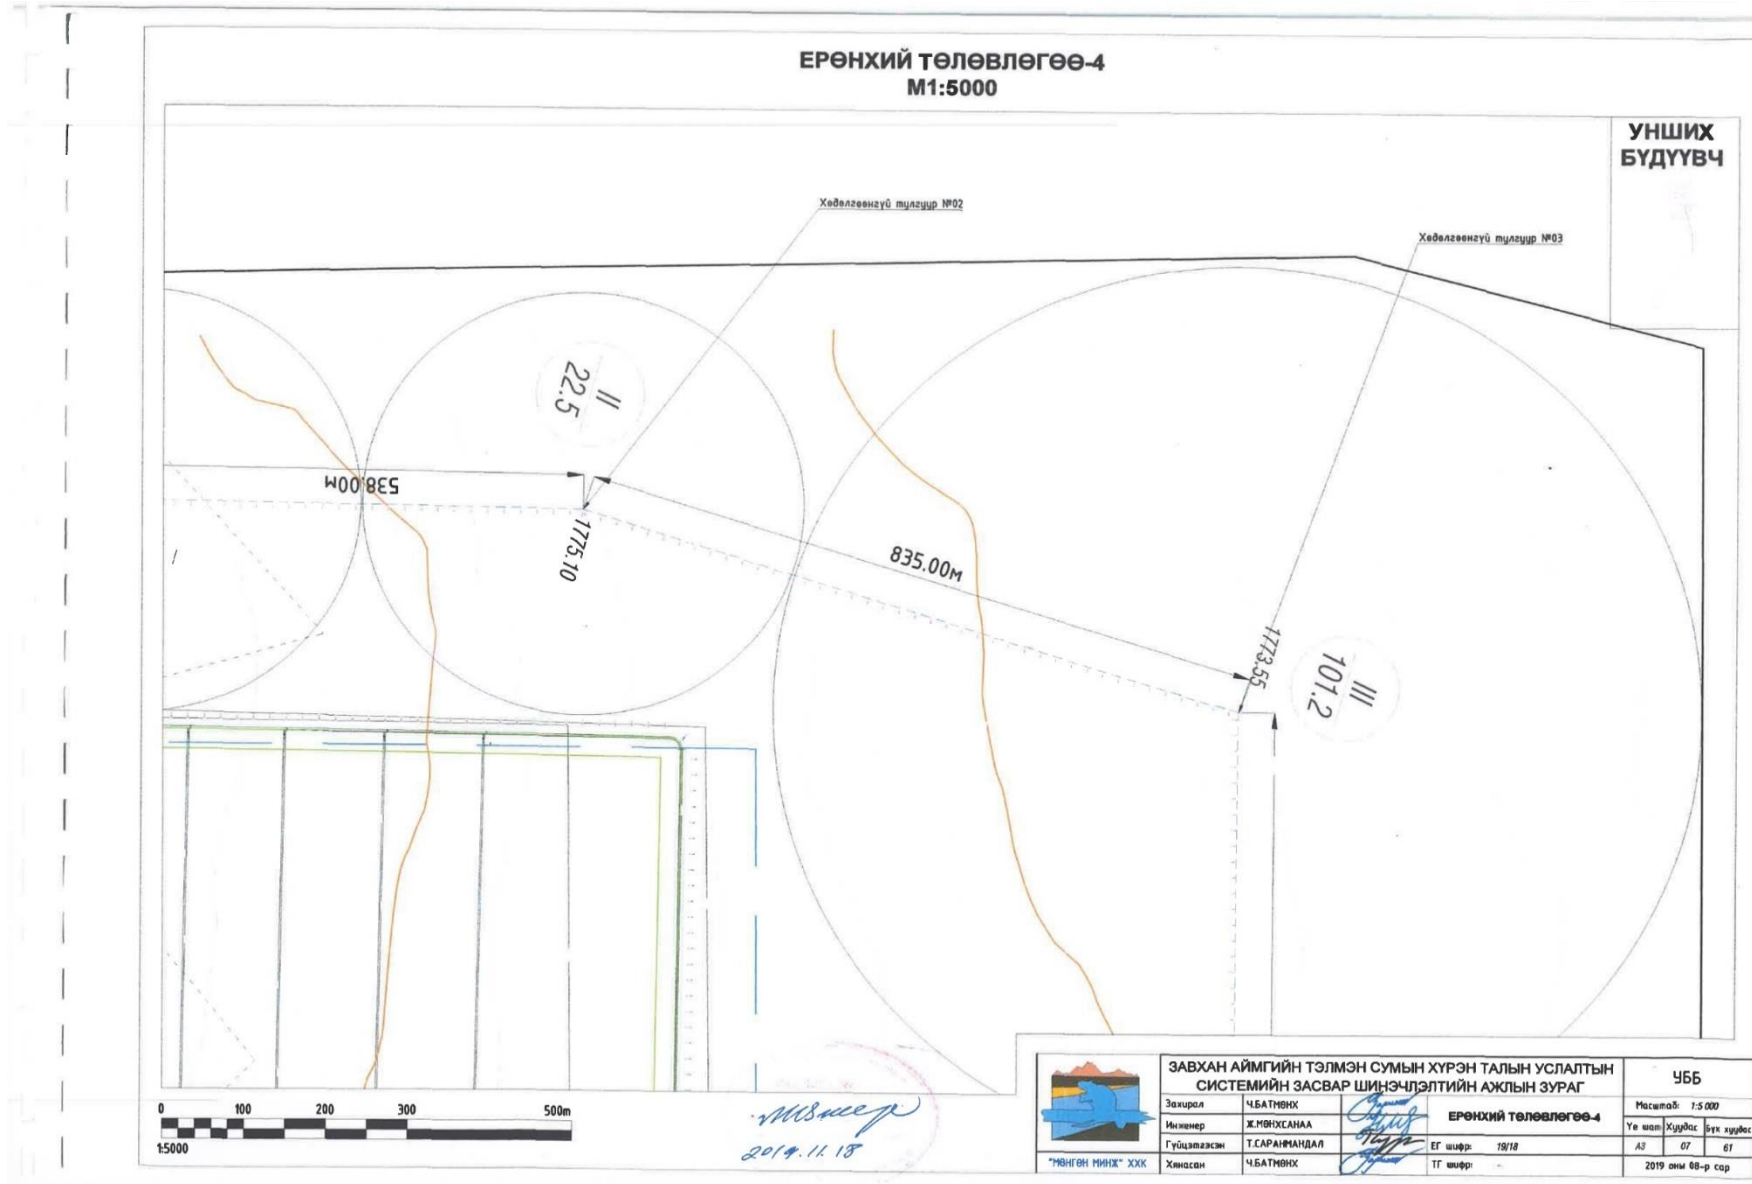 ЕРӨНХИЙ ТӨЛӨВЛӨГӨӨ-4
М1:5000
УНШИХ
БҮДҮҮВЧ
Хөдөлгөөнгүй тулгуур №02
Хөдөлгөөнгүй тулгуур №03
II
22.5
538.00м
1775.10
835.00м
1773.55
III
101.2
0 100 200 300 500m
1:5000
2019.11.18
"МӨНГӨН МИНЖ" ХХК
ЗАВХАН АЙМГИЙН ТЭЛМЭН СУМЫН ХҮРЭН ТАЛЫН УСЛАЛТЫН
СИСТЕМИЙН ЗАСВАР ШИНЭЧЛЭЛТИЙН АЖЛЫН ЗУРАГ
УББ
Захирал Ч.БАТМӨНХ
Инженер Ж.МӨНХСАНАА
Гүйцэтгэсэн Т.САРАНМАНДАЛ
Хянасан Ч.БАТМӨНХ
ЕРӨНХИЙ ТӨЛӨВЛӨГӨӨ-4
ЕГ шифр: 19/18
ТГ шифр: -
Масштаб: 1:5 000
Үе шат Хуудас Бүх хуудас
А3 07 61
2019 оны 08-р сар